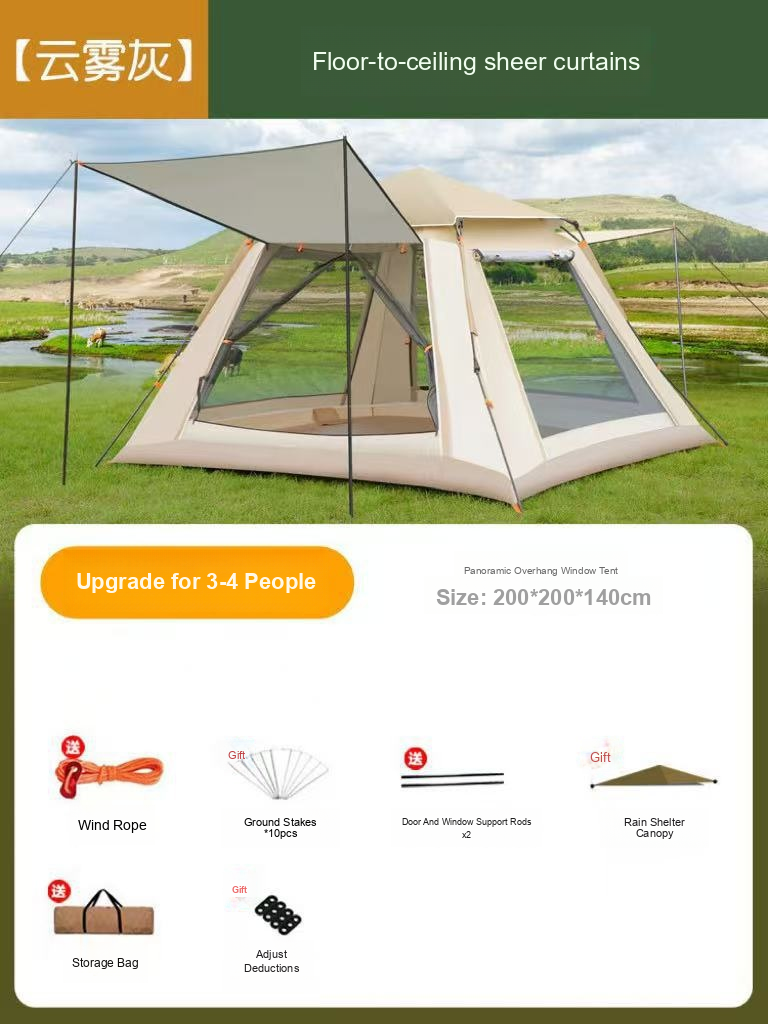 【云雾灰】
Floor-to-ceiling sheer curtains
Upgrade for 3-4 People
Panoramic Overhang Window Tent
Size: 200*200*140cm
送
Wind Rope
Gift
Ground Stakes
*10pcs
送
Door And Window Support Rods
x2
Gift
Rain Shelter
Canopy
送
Storage Bag
Gift
Adjust
Deductions